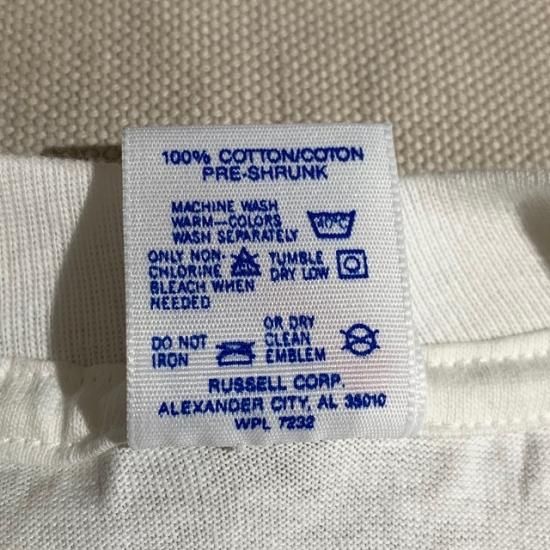 100% COTTON/COTON
PRE-SHRUNK
MACHINE WASH
WARM—COLORS
WASH SEPARATELY
ONLY NON-
CHLORINE
BLEACH WHEN
NEEDED
TUMBLE
DRY LOW
DO NOT
IRON
OR DRY
CLEAN
EMBLEM
RUSSELL CORP.
ALEXANDER CITY, AL 35010
WPL 7232